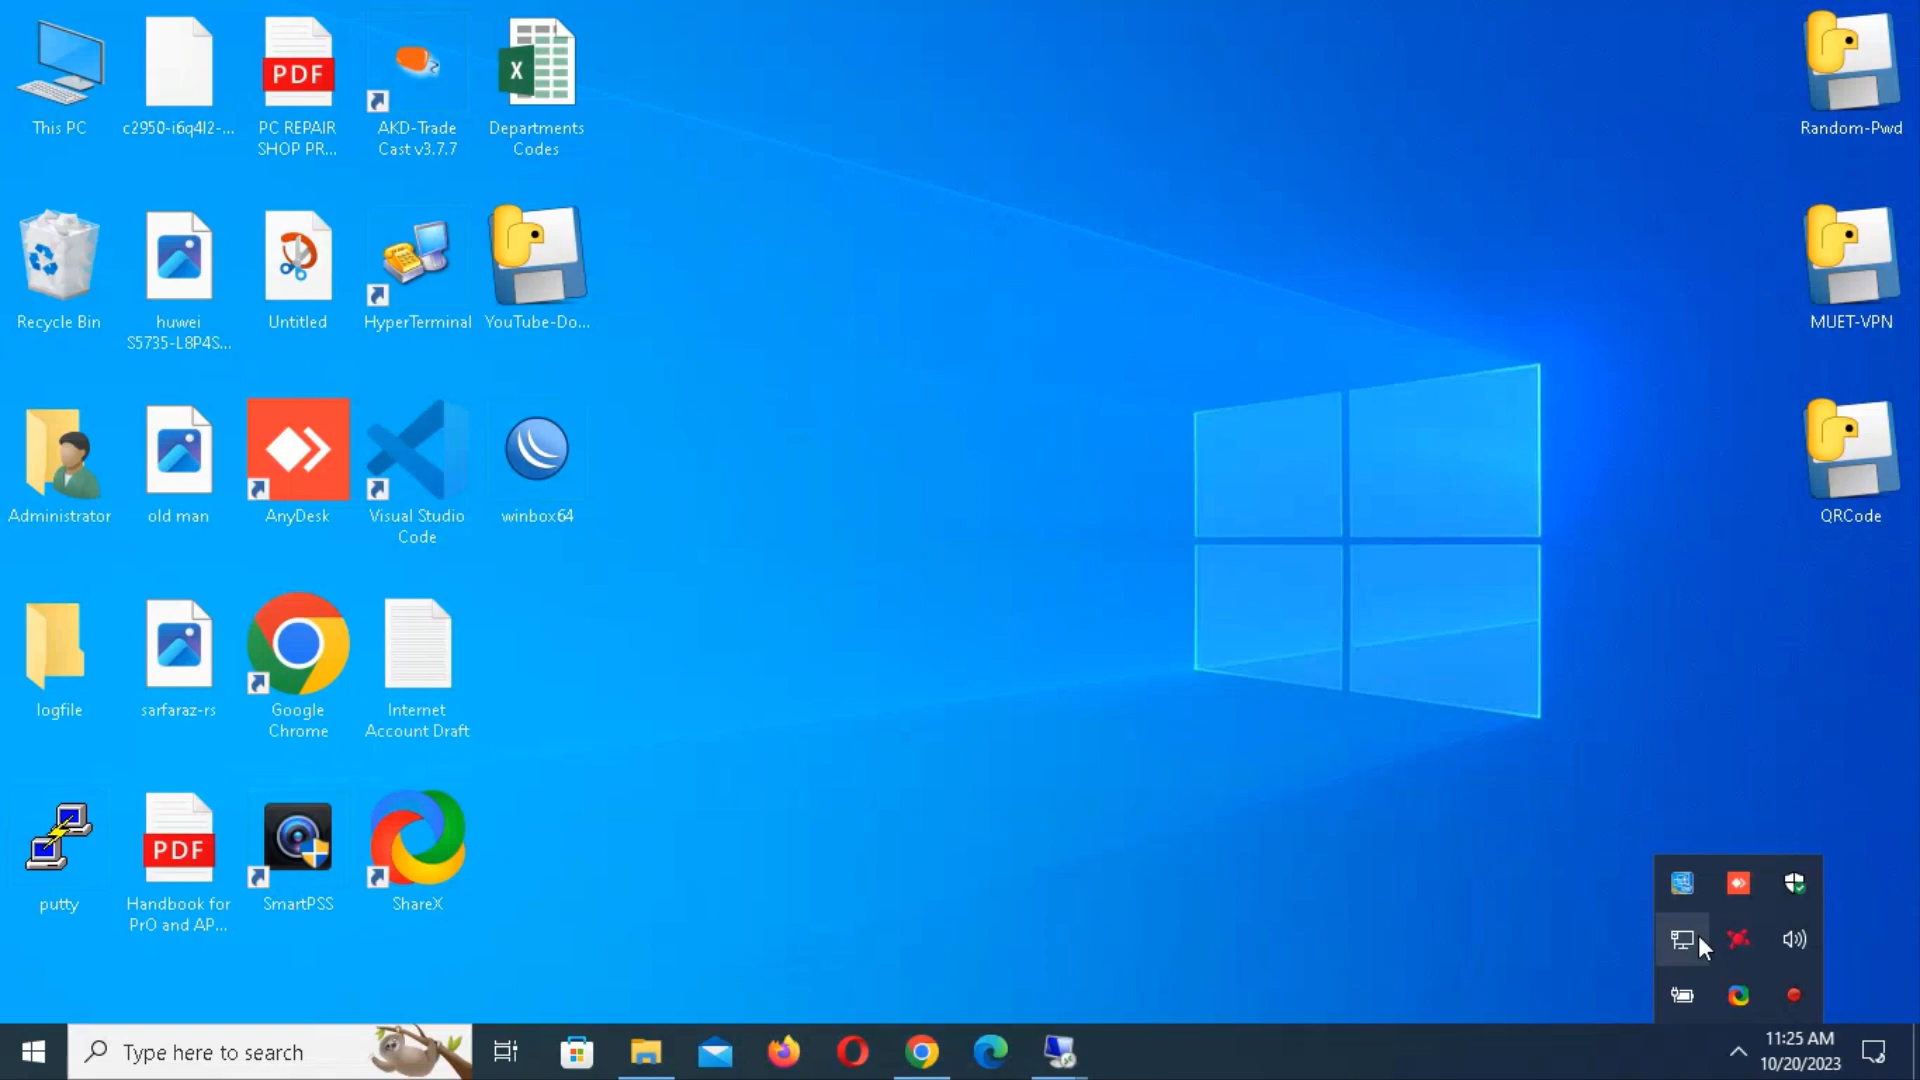 This PC
c2950-i6q4l2-...
PDF
PC REPAIR
SHOP PR...
AKD-Trade
Cast v3.7.7
X
Departments
Codes
Random-Pwd
Recycle Bin
huwei
S5735-L8P4S...
Untitled
HyperTerminal
YouTube-Do...
MUET-VPN
Administrator
old man
AnyDesk
Visual Studio
Code
winbox64
QRCode
logfile
sarfaraz-rs
Google
Chrome
Internet
Account Draft
putty
PDF
Handbook for
PrO and AP...
SmartPSS
ShareX
Type here to search
11:25 AM
10/20/2023